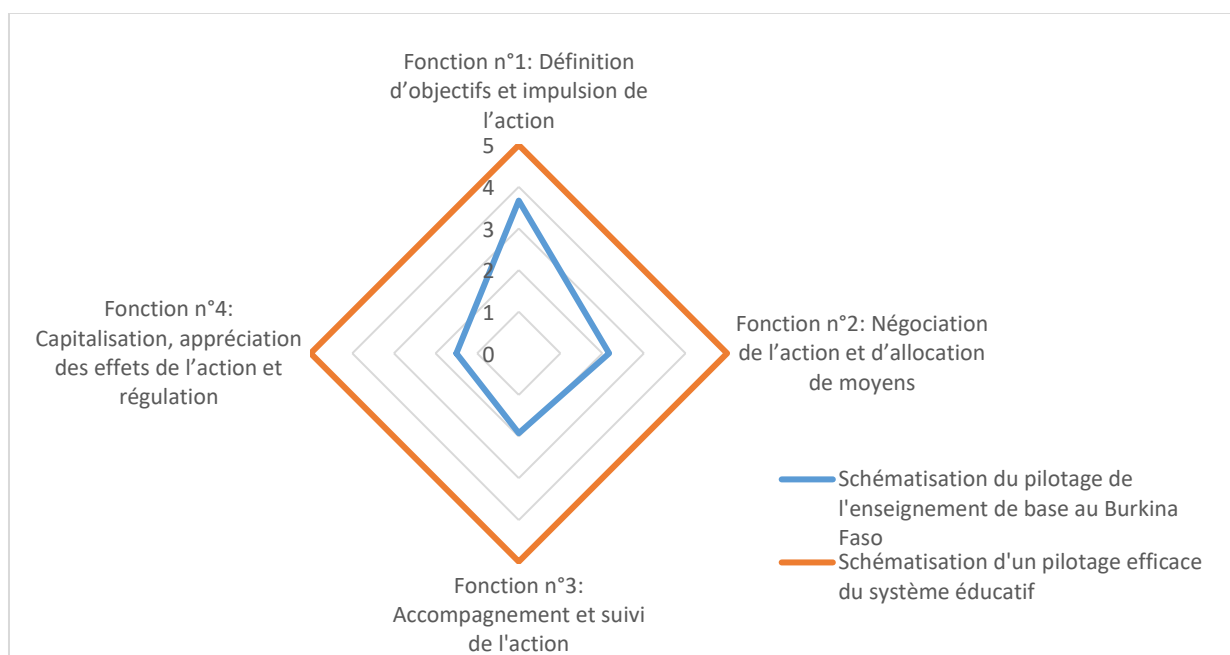 Fonction n°1: Définition
d’objectifs et impulsion de
l’action
5
4
3
2
1
0
Fonction n°4:
Capitalisation, appréciation
des effets de l’action et
régulation
Fonction n°2: Négociation
de l’action et d’allocation
de moyens
Schématisation du pilotage de
l'enseignement de base au Burkina
Faso
Schématisation d'un pilotage efficace
du système éducatif
Fonction n°3:
Accompagnement et suivi
de l'action